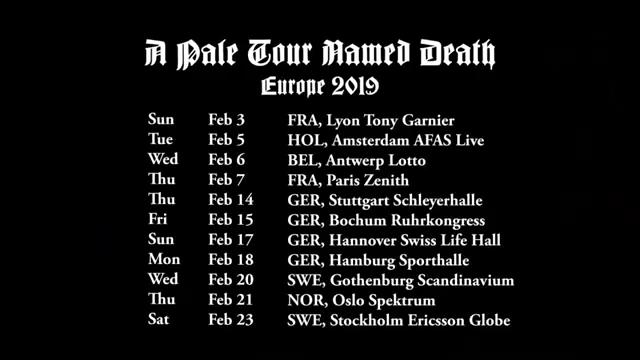 A Pale Tour Named Death
Europe 2019
Sun Feb 3 FRA, Lyon Tony Garnier
Tue Feb 5 HOL, Amsterdam AFAS Live
Wed Feb 6 BEL, Antwerp Lotto
Thu Feb 7 FRA, Paris Zenith
Thu Feb 14 GER, Stuttgart Schleyerhalle
Fri Feb 15 GER, Bochum Ruhrkongress
Sun Feb 17 GER, Hannover Swiss Life Hall
Mon Feb 18 GER, Hamburg Sporthalle
Wed Feb 20 SWE, Gothenburg Scandinavium
Thu Feb 21 NOR, Oslo Spektrum
Sat Feb 23 SWE, Stockholm Ericsson Globe